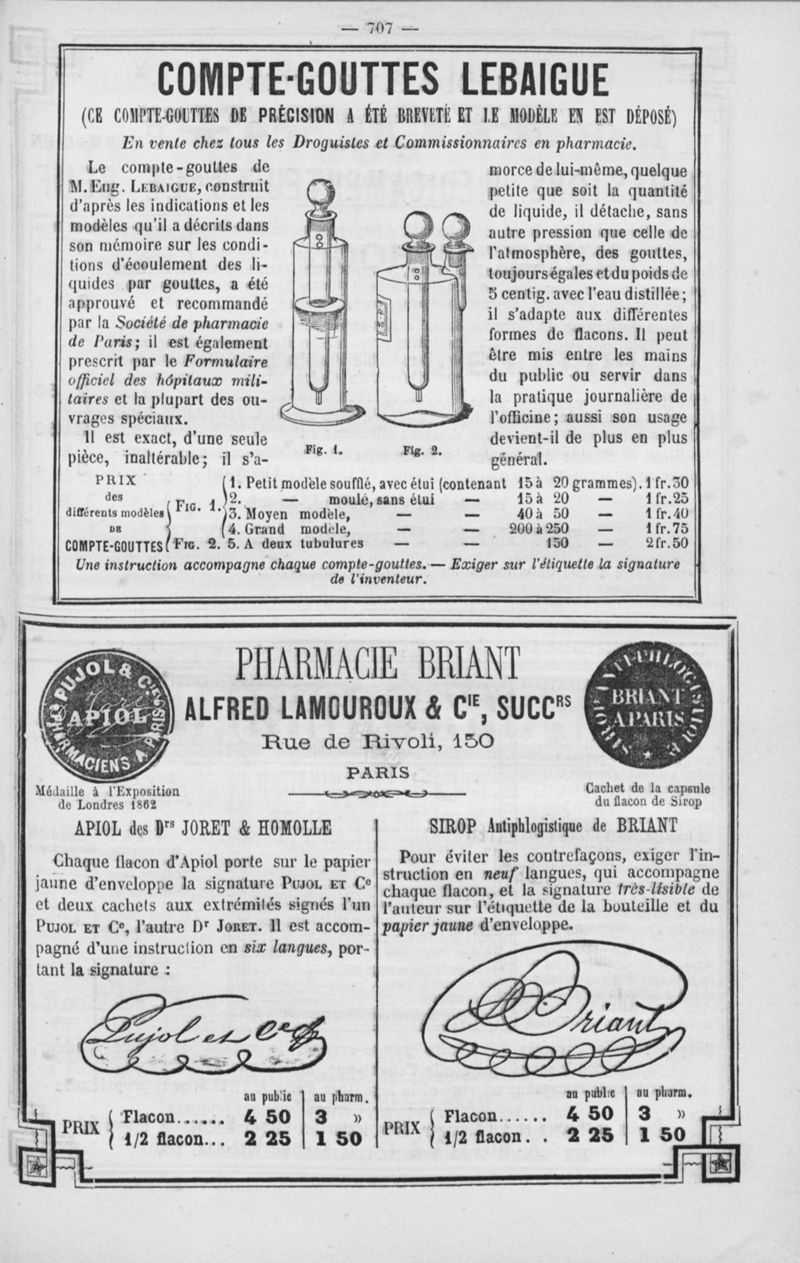 — 707 —
COMPTE-GOUTTES LEBAIGUE
(CE COMPTE-GOUTTES DE PRÉCISION A ÉTÉ BREVETÉ ET LE MODÈLE EN EST DÉPOSÉ)
En vente chez tous les Droguistes et Commissionnaires en pharmacie.
Le compte-gouttes de
M. Eug. LEBAIGUE, construit
d'après les indications et les
modèles qu'il a décrits dans
son mémoire sur les condi-
tions d'écoulement des li-
quides par gouttes, a été
approuvé et recommandé
par la Société de pharmacie
de Paris; il est également
prescrit par le Formulaire
officiel des hôpitaux mili-
taires et la plupart des ou-
vrages spéciaux.
Il est exact, d'une seule
pièce, inaltérable; il s'a-
Fig. 1.
Fig. 2.
morce de lui-même, quelque
petite que soit la quantité
de liquide, il détache, sans
autre pression que celle de
l'atmosphère, des gouttes,
toujours égales et du poids de
5 centig. avec l'eau distillée;
il s'adapte aux différentes
formes de flacons. Il peut
être mis entre les mains
du public ou servir dans
la pratique journalière de
l'officine; aussi son usage
devient-il de plus en plus
général.
PRIX
des
différents modèles
DE
COMPTE-GOUTTES
FIG. 1.
1. Petit modèle soufflé, avec étui (contenant 15 à 20 grammes). 1 fr. 30
2. — moulé, sans étui — 15 à 20 — 1 fr. 25
3. Moyen modèle, — — 40 à 50 — 1 fr. 40
4. Grand modèle, — — 200 à 250 — 1 fr. 75
FIG. 2. 5. A deux tubulures — — 150 — 2 fr. 50
Une instruction accompagne chaque compte-gouttes. — Exiger sur l'étiquette la signature
de l'inventeur.
PHARMACIE BRIANT
ALFRED LAMOUROUX & CIE, SUCCRS
Rue de Rivoli, 150
PARIS
PUJOL & Cie
APIOL
PHARMACIENS A PARIS
Médaille à l'Exposition
de Londres 1862
BRIANT
A PARIS
Cachet de la capsule
du flacon de Sirop
APIOL des Drs JORET & HOMOLLE
Chaque flacon d'Apiol porte sur le papier
jaune d'enveloppe la signature PUJOL ET Ce
et deux cachets aux extrémités signés l'un
PUJOL ET Ce, l'autre Dr JORET. Il est accom-
pagné d'une instruction en six langues, por-
tant la signature :
Pujol et Ce
au public au pharm.
PRIX
Flacon...... 4 50 3 »
1/2 flacon... 2 25 1 50
SIROP Antiphlogistique de BRIANT
Pour éviter les contrefaçons, exiger l'in-
struction en neuf langues, qui accompagne
chaque flacon, et la signature très-lisible de
l'auteur sur l'étiquette de la bouteille et du
papier jaune d'enveloppe.
Briant
au public au pharm.
PRIX
Flacon...... 4 50 3 »
1/2 flacon. . 2 25 1 50